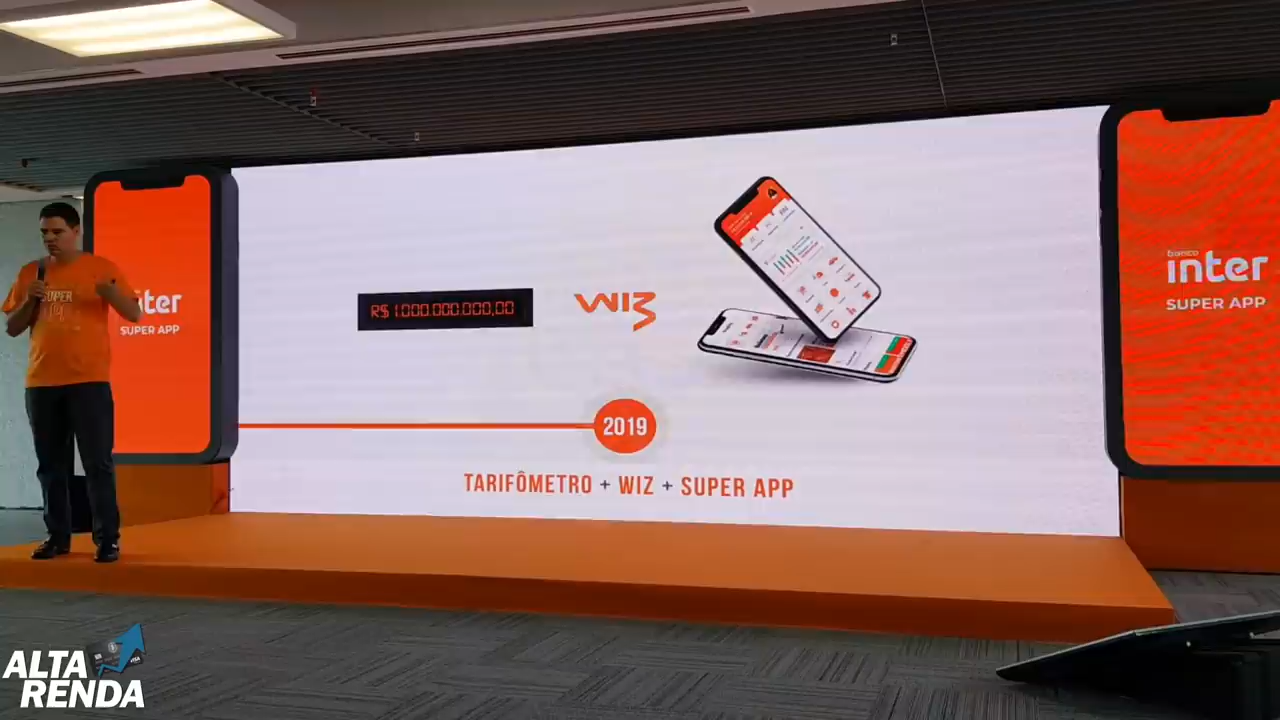 SUPER
inter
SUPER APP
R$ 1.000.000.000,00
WIZ
2019
TARIFÔMETRO + WIZ + SUPER APP
banco
inter
SUPER APP
ALTA
RENDA